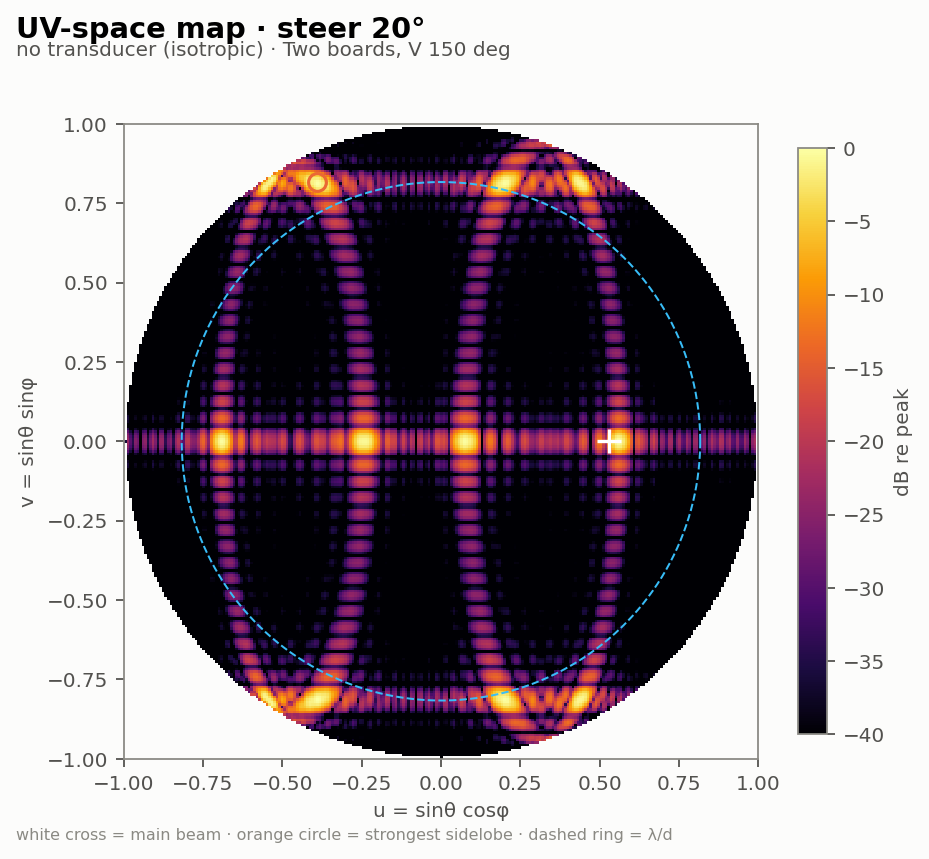 UV-space map · steer 20°
no transducer (isotropic) · Two boards, V 150 deg
1.00
0.75
0.50
0.25
0.00
−0.25
−0.50
−0.75
−1.00
v = sinθ sinφ
−1.00 −0.75 −0.50 −0.25 0.00 0.25 0.50 0.75 1.00
u = sinθ cosφ
0
−5
−10
−15
−20
−25
−30
−35
−40
dB re peak
white cross = main beam · orange circle = strongest sidelobe · dashed ring = λ/d